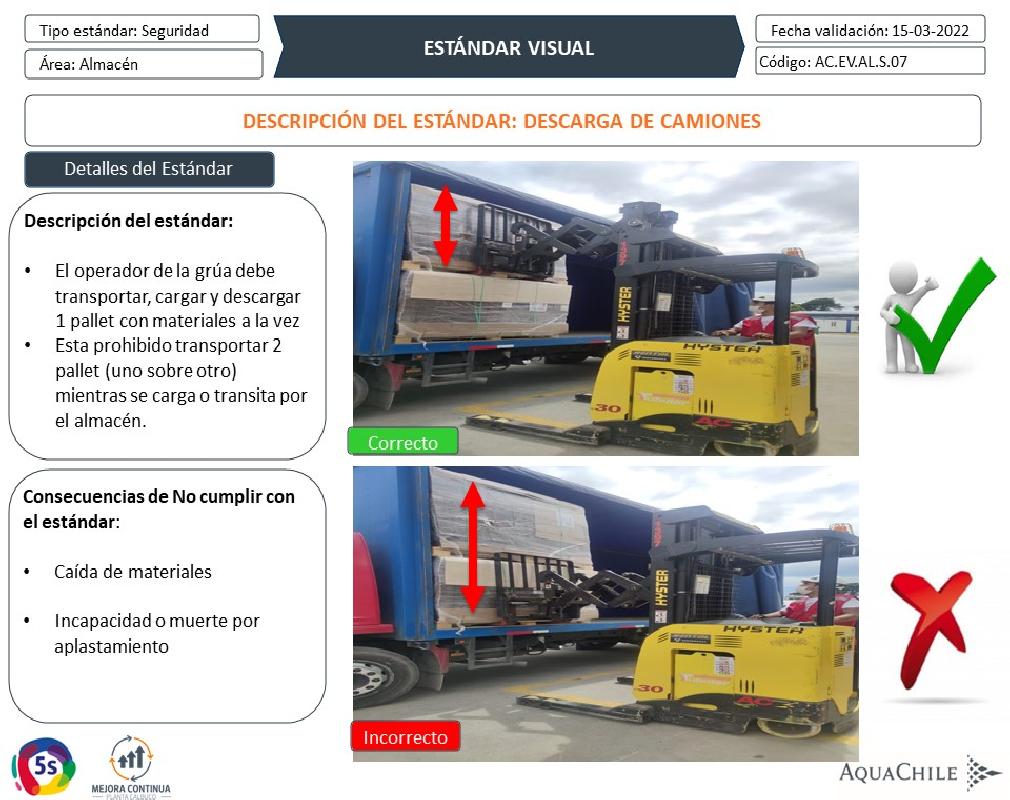 Tipo estándar: Seguridad
Área: Almacén
ESTÁNDAR VISUAL
Fecha validación: 15-03-2022
Código: AC.EV.AL.S.07
DESCRIPCIÓN DEL ESTÁNDAR: DESCARGA DE CAMIONES
Detalles del Estándar
Descripción del estándar:
• El operador de la grúa debe
transportar, cargar y descargar
1 pallet con materiales a la vez
• Esta prohibido transportar 2
pallet (uno sobre otro)
mientras se carga o transita por
el almacén.
Consecuencias de No cumplir con
el estándar:
• Caída de materiales
• Incapacidad o muerte por
aplastamiento
HYSTER
HYSTER
30
AC
Correcto
HYSTER
HYSTER
30
AC
Incorrecto
5s
MEJORA CONTINUA
PLANTA CALBUCO
AQUACHILE